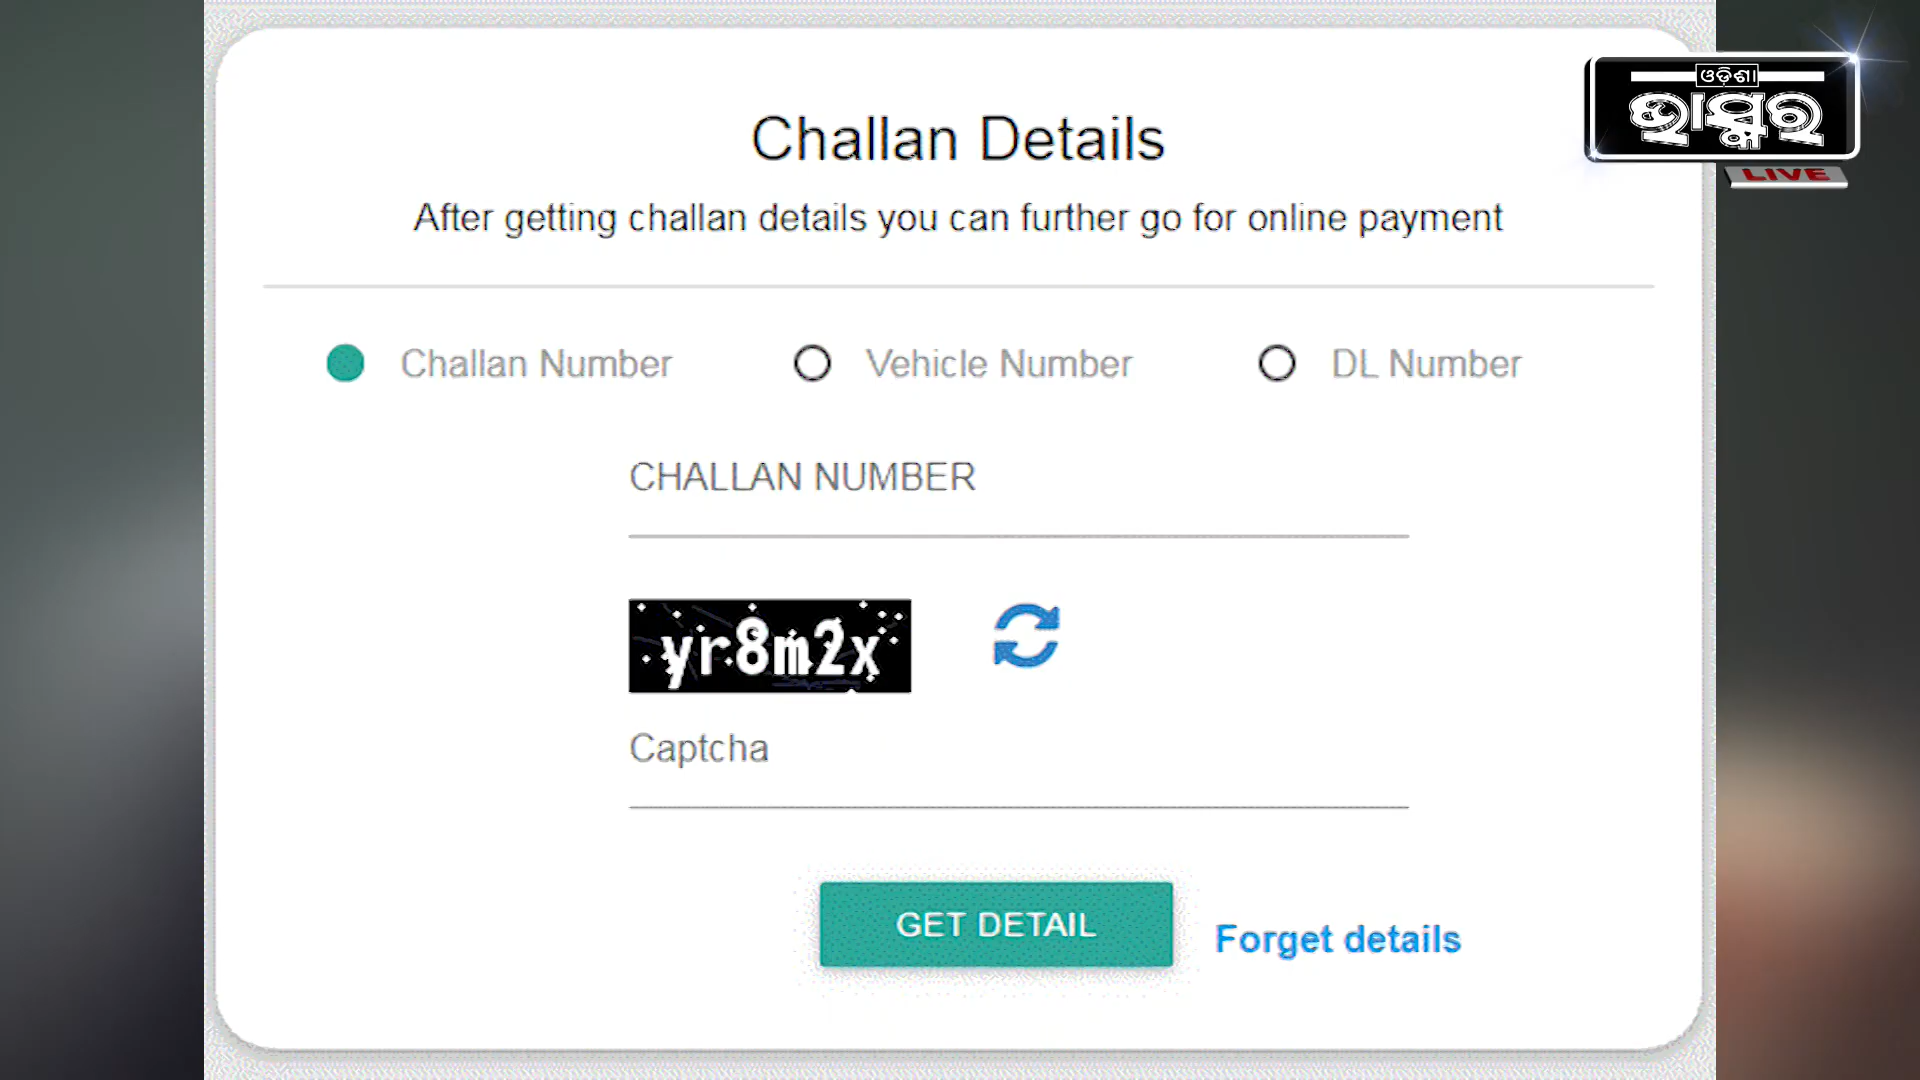 ଓଡ଼ିଶା
ଭାସ୍କର
LIVE
Challan Details
After getting challan details you can further go for online payment
Challan Number Vehicle Number DL Number
CHALLAN NUMBER
yr8m2x
Captcha
GET DETAIL Forget details